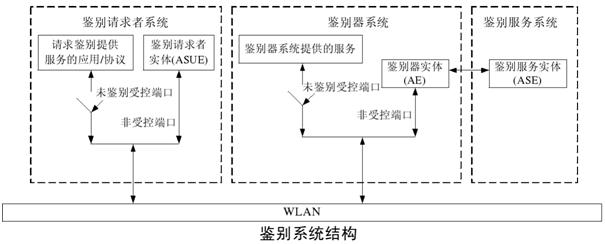 鉴别请求者系统
请求鉴别提供
服务的应用/协议
鉴别请求者
实体(ASUE)
未鉴别受控端口
非受控端口
鉴别器系统
鉴别器系统提供的服务
鉴别器实体
(AE)
未鉴别受控端口
非受控端口
鉴别服务系统
鉴别服务实体
(ASE)
WLAN
鉴别系统结构